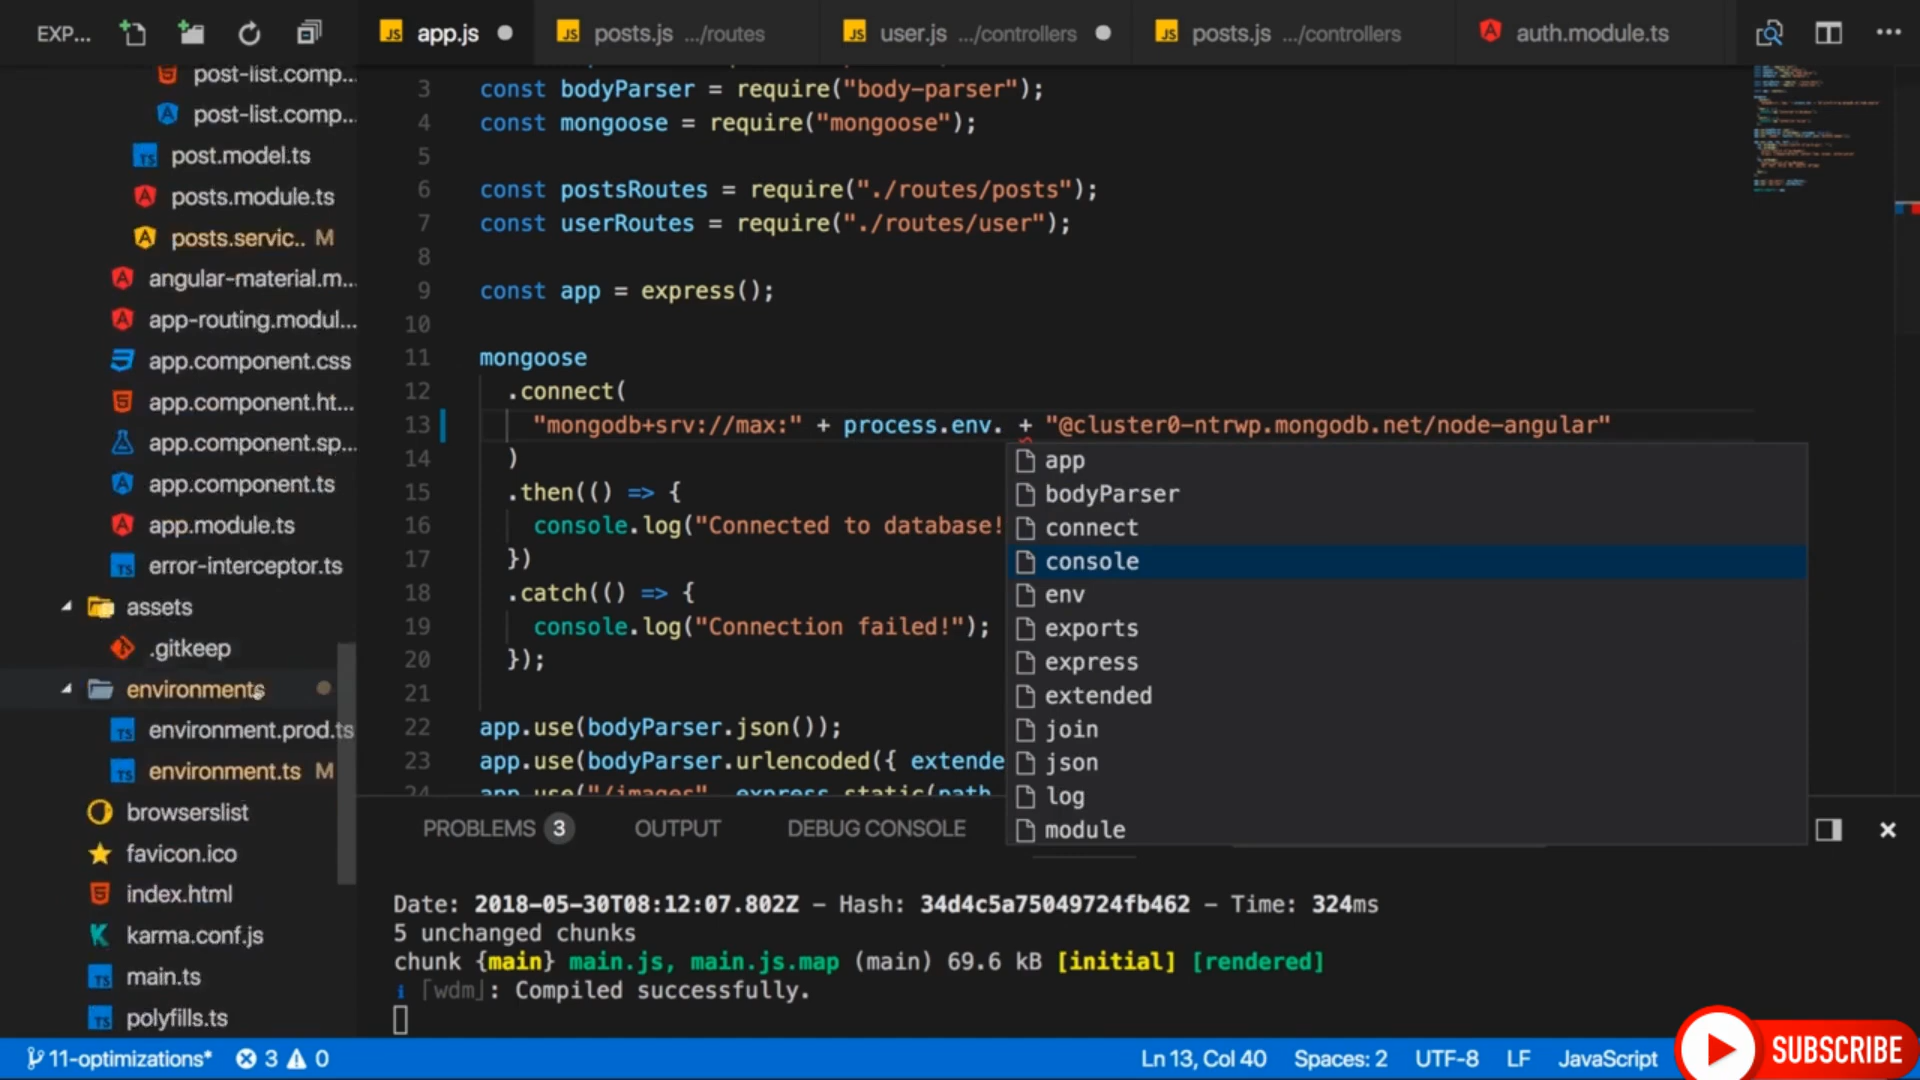 EXP...
app.js
posts.js .../routes
user.js .../controllers
posts.js .../controllers
auth.module.ts
post-list.comp...
post-list.comp...
post.model.ts
posts.module.ts
posts.servic.. M
angular-material.m...
app-routing.modul...
app.component.css
app.component.ht...
app.component.sp...
app.component.ts
app.module.ts
error-interceptor.ts
assets
.gitkeep
environments
environment.prod.ts
environment.ts M
browserslist
favicon.ico
index.html
karma.conf.js
main.ts
polyfills.ts
3 const bodyParser = require("body-parser");
4 const mongoose = require("mongoose");
5
6 const postsRoutes = require("./routes/posts");
7 const userRoutes = require("./routes/user");
8
9 const app = express();
10
11 mongoose
12 .connect(
13 "mongodb+srv://max:" + process.env. + "@cluster0-ntrwp.mongodb.net/node-angular"
14 )
15 .then(() => {
16 console.log("Connected to database!
17 })
18 .catch(() => {
19 console.log("Connection failed!");
20 });
21
22 app.use(bodyParser.json());
23 app.use(bodyParser.urlencoded({ extende
24 app.use("/images", express.static(path
app
bodyParser
connect
console
env
exports
express
extended
join
json
log
module
PROBLEMS 3
OUTPUT
DEBUG CONSOLE
Date: 2018-05-30T08:12:07.802Z - Hash: 34d4c5a75049724fb462 - Time: 324ms
5 unchanged chunks
chunk {main} main.js, main.js.map (main) 69.6 kB [initial] [rendered]
i ⌈wdm⌋: Compiled successfully.
11-optimizations*
3
0
Ln 13, Col 40
Spaces: 2
UTF-8
LF
JavaScript
SUBSCRIBE